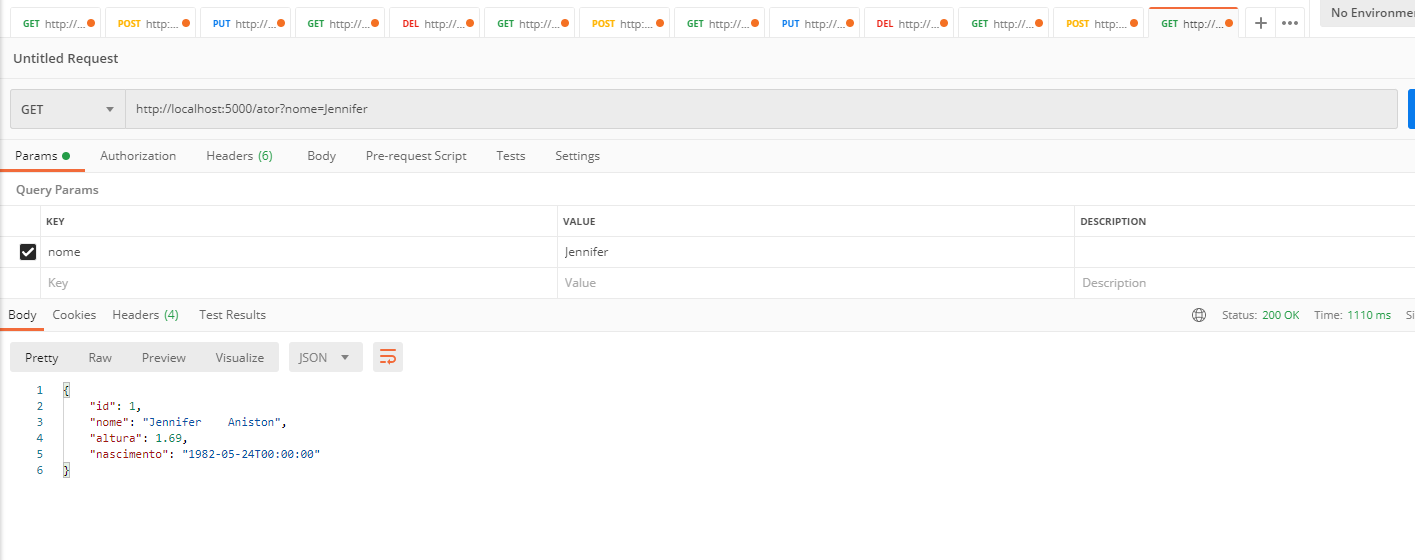 GET http://... POST http:... PUT http://... GET http://... DEL http://... GET http://... POST http:... GET http://... PUT http://... DEL http://... GET http://... POST http:... GET http://... + ••• No Environme
Untitled Request
GET http://localhost:5000/ator?nome=Jennifer
Params Authorization Headers (6) Body Pre-request Script Tests Settings
Query Params
KEY VALUE DESCRIPTION
nome Jennifer
Key Value Description
Body Cookies Headers (4) Test Results Status: 200 OK Time: 1110 ms Si
Pretty Raw Preview Visualize JSON
1 {
2 "id": 1,
3 "nome": "Jennifer    Aniston",
4 "altura": 1.69,
5 "nascimento": "1982-05-24T00:00:00"
6 }